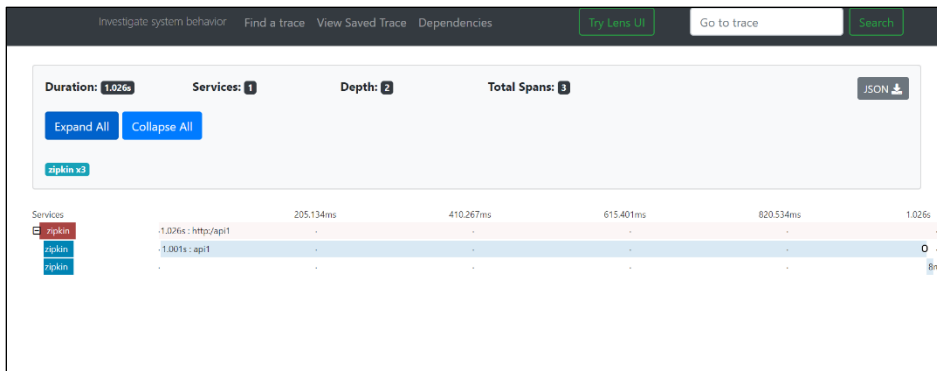 Investigate system behavior Find a trace View Saved Trace Dependencies Try Lens UI Go to trace Search
Duration: 1.026s Services: 1 Depth: 2 Total Spans: 3 JSON
Expand All Collapse All
zipkin x3
Services 205.134ms 410.267ms 615.401ms 820.534ms 1.026s
zipkin 1.026s : http:/api1
zipkin 1.001s : api1
zipkin